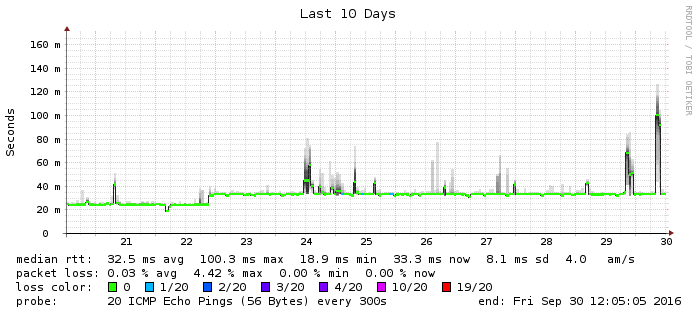 Last 10 Days
RRDTOOL / TOBI OETIKER
Seconds
160 m
140 m
120 m
100 m
80 m
60 m
40 m
20 m
0
21 22 23 24 25 26 27 28 29 30
median rtt: 32.5 ms avg 100.3 ms max 18.9 ms min 33.3 ms now 8.1 ms sd 4.0 am/s
packet loss: 0.03 % avg 4.42 % max 0.00 % min 0.00 % now
loss color: 0 1/20 2/20 3/20 4/20 10/20 19/20
probe: 20 ICMP Echo Pings (56 Bytes) every 300s end: Fri Sep 30 12:05:05 2016